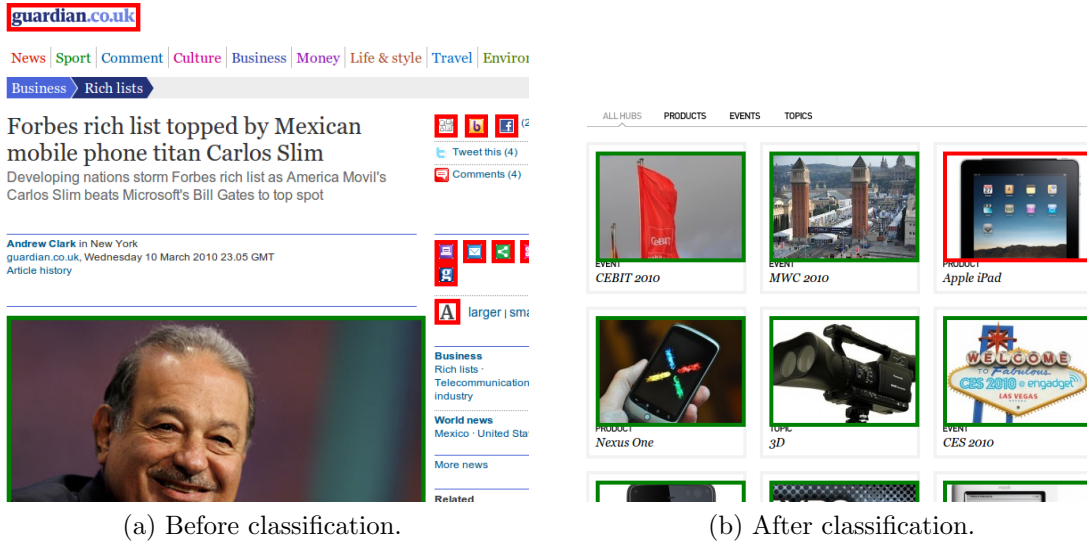 guardian.co.uk
News Sport Comment Culture Business Money Life & style Travel Environ
Business Rich lists
Forbes rich list topped by Mexican
mobile phone titan Carlos Slim
Developing nations storm Forbes rich list as America Movil's
Carlos Slim beats Microsoft's Bill Gates to top spot
(2
Tweet this (4)
Comments (4)
Andrew Clark in New York
guardian.co.uk, Wednesday 10 March 2010 23.05 GMT
Article history
A larger | sma
Business
Rich lists ·
Telecommunication
industry
World news
Mexico · United Sta
More news
Related
(a) Before classification.
ALL HUBS PRODUCTS EVENTS TOPICS
CeBIT
EVENT
CEBIT 2010
EVENT
MWC 2010
PRODUCT
Apple iPad
PRODUCT
Nexus One
TOPIC
3D
WELCOME
TO Fabulous
CES 2010 @ engadget
LAS VEGAS
EVENT
CES 2010
(b) After classification.